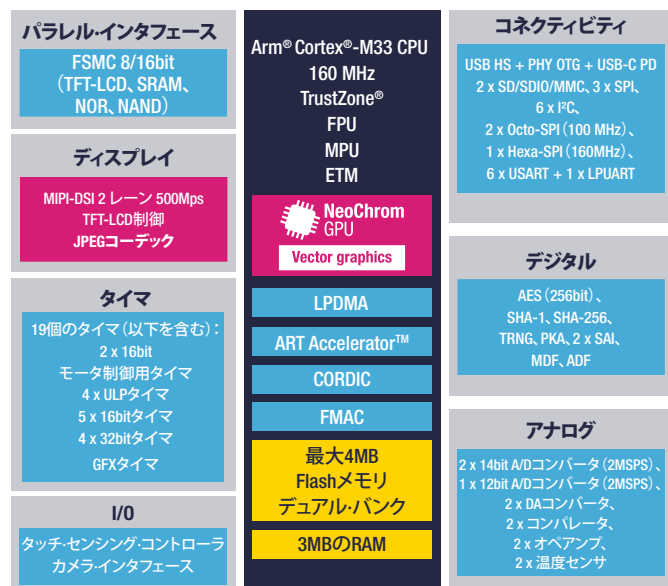 パラレル・インタフェース
FSMC 8/16bit
（TFT-LCD、SRAM、
NOR、NAND）
ディスプレイ
MIPI-DSI 2 レーン 500Mps
TFT-LCD制御
JPEGコーデック
タイマ
19個のタイマ（以下を含む）：
2 x 16bit
モータ制御用タイマ
4 x ULPタイマ
5 x 16bitタイマ
4 x 32bitタイマ
GFXタイマ
I/O
タッチ・センシング・コントローラ
カメラ・インタフェース
Arm® Cortex®-M33 CPU
160 MHz
TrustZone®
FPU
MPU
ETM
NeoChrom
GPU
Vector graphics
LPDMA
ART Accelerator™
CORDIC
FMAC
最大4MB
Flashメモリ
デュアル・バンク
3MBのRAM
コネクティビティ
USB HS + PHY OTG + USB-C PD
2 x SD/SDIO/MMC、3 x SPI、
6 x I²C、
2 x Octo-SPI（100 MHz）、
1 x Hexa-SPI（160MHz）、
6 x USART + 1 x LPUART
デジタル
AES（256bit）、
SHA-1、SHA-256、
TRNG、PKA、2 x SAI、
MDF、ADF
アナログ
2 x 14bit A/Dコンバータ（2MSPS）、
1 x 12bit A/Dコンバータ（2MSPS）、
2 x DAコンバータ、
2 x コンパレータ、
2 x オペアンプ、
2 x 温度センサ